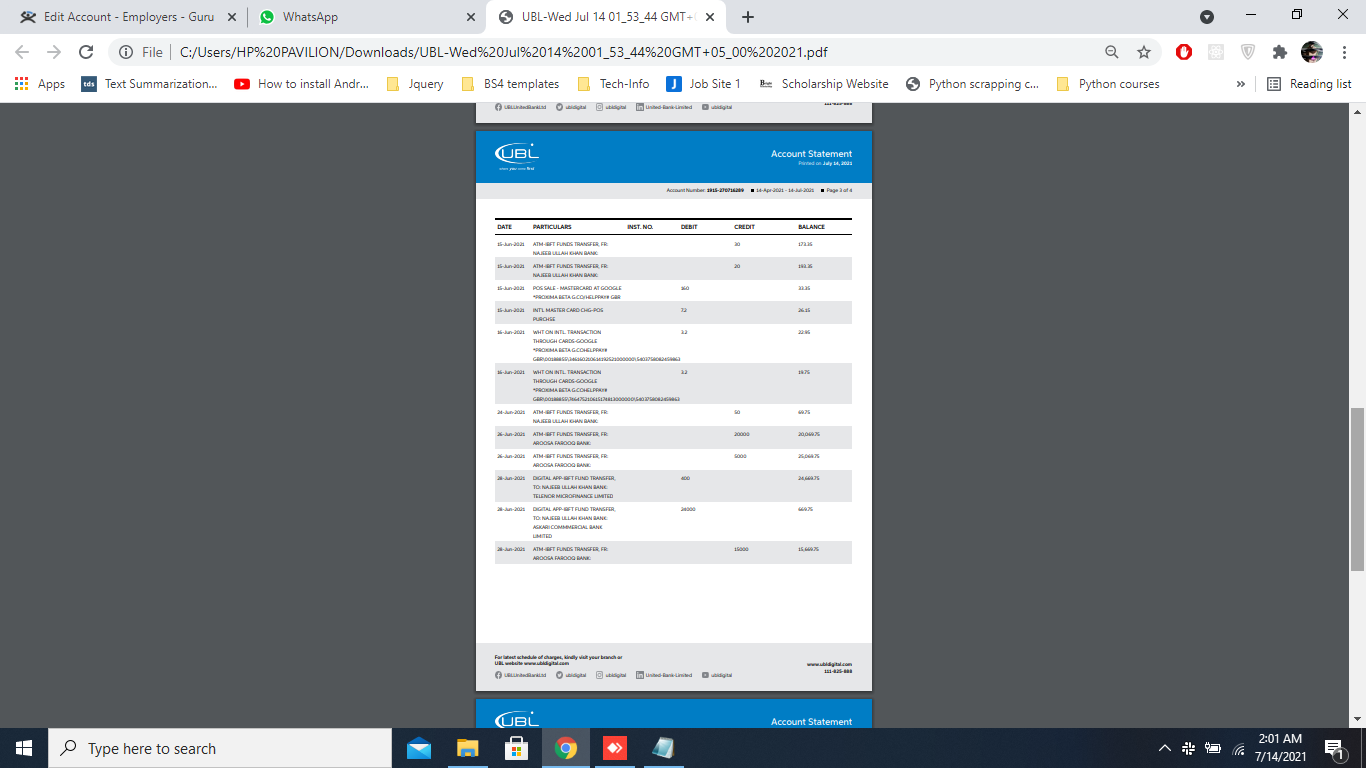 Edit Account - Employers - Guru
WhatsApp
UBL-Wed Jul 14 01_53_44 GMT+
File
C:/Users/HP%20PAVILION/Downloads/UBL-Wed%20Jul%2014%2001_53_44%20GMT+05_00%202021.pdf
Apps
tds Text Summarization...
How to install Andr...
Jquery
BS4 templates
Tech-Info
J Job Site 1
Scholarship Website
Python scrapping c...
Python courses
»
Reading list
111-825-888
UBLUnitedBankLtd ubldigital ubldigital United-Bank-Limited ubldigital
UBL
where you come first
Account Statement
Printed on July 14, 2021
Account Number: 1915-270716289 ■ 14-Apr-2021 - 14-Jul-2021 ■ Page 3 of 4
DATE PARTICULARS INST. NO. DEBIT CREDIT BALANCE
15-Jun-2021 ATM-IBFT FUNDS TRANSFER, FR: 30 173.35
NAJEEB ULLAH KHAN BANK:
15-Jun-2021 ATM-IBFT FUNDS TRANSFER, FR: 20 193.35
NAJEEB ULLAH KHAN BANK:
15-Jun-2021 POS SALE - MASTERCARD AT GOOGLE 160 33.35
*PROXIMA BETA G.CO/HELPPAY# GBR
15-Jun-2021 INT'L MASTER CARD CHG-POS 7.2 26.15
PURCHSE
16-Jun-2021 WHT ON INTL. TRANSACTION 3.2 22.95
THROUGH CARDS-GOOGLE
*PROXIMA BETA G.COHELPPAY#
16-Jun-2021 WHT ON INTL. TRANSACTION 3.2 19.75
THROUGH CARDS-GOOGLE
*PROXIMA BETA G.COHELPPAY#
24-Jun-2021 ATM-IBFT FUNDS TRANSFER, FR: 50 69.75
NAJEEB ULLAH KHAN BANK:
26-Jun-2021 ATM-IBFT FUNDS TRANSFER, FR: 20000 20,069.75
AROOSA FAROOQ BANK:
26-Jun-2021 ATM-IBFT FUNDS TRANSFER, FR: 5000 25,069.75
AROOSA FAROOQ BANK:
28-Jun-2021 DIGITAL APP-IBFT FUND TRANSFER, 400 24,669.75
TO: NAJEEB ULLAH KHAN BANK:
TELENOR MICROFINANCE LIMITED
28-Jun-2021 DIGITAL APP-IBFT FUND TRANSFER, 24000 669.75
TO: NAJEEB ULLAH KHAN BANK:
ASKARI COMMMERCIAL BANK
LIMITED
28-Jun-2021 ATM-IBFT FUNDS TRANSFER, FR: 15000 15,669.75
AROOSA FAROOQ BANK:
For latest schedule of charges, kindly visit your branch or
UBL website www.ubldigital.com
www.ubldigital.com
111-825-888
UBLUnitedBankLtd ubldigital ubldigital United-Bank-Limited ubldigital
UBL
Account Statement
Type here to search
2:01 AM
7/14/2021
1